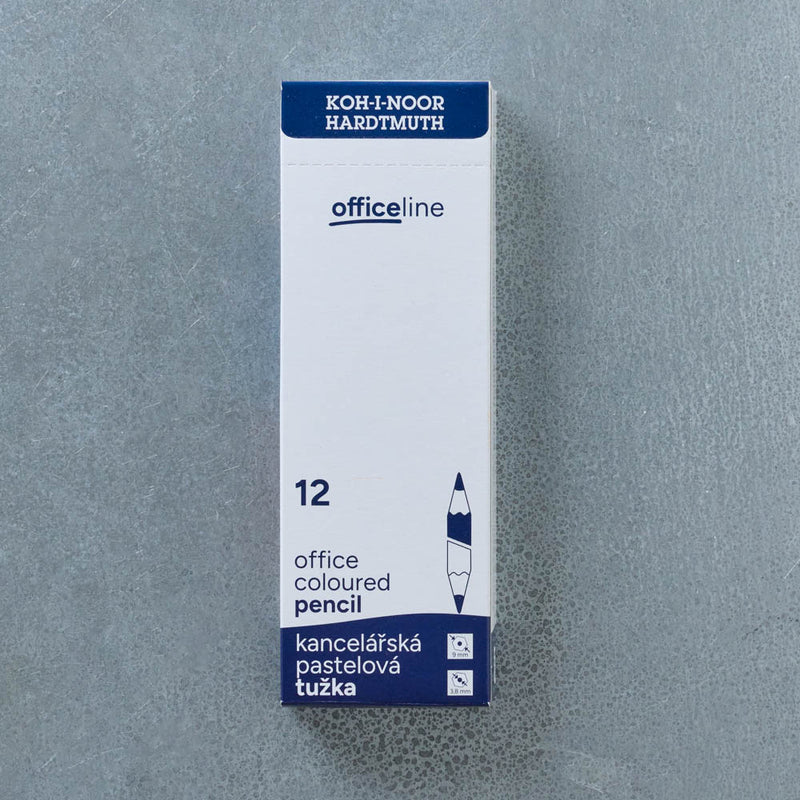 KOH-I-NOOR
HARDTMUTH
officeline
12
office
coloured
pencil
kancelářská
pastelová
tužka
9 mm
3,8 mm